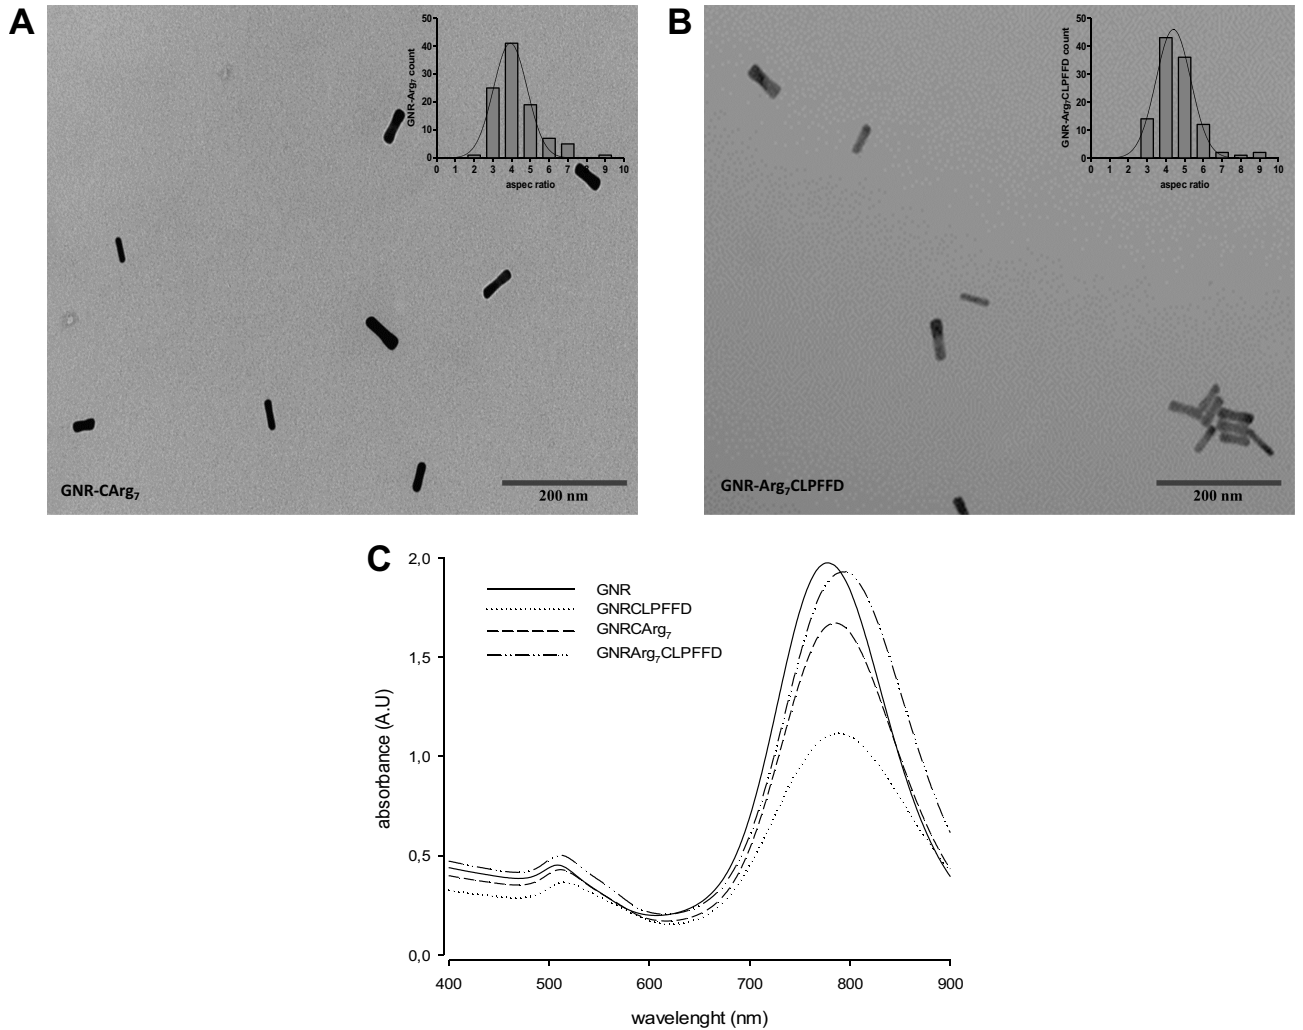 A
50
40
30
20
10
0
GNR-Arg7 count
0 1 2 3 4 5 6 7 8 9 10
aspec ratio
GNR-CArg7
200 nm
B
50
40
30
20
10
0
GNR-Arg7CLPFFD count
0 1 2 3 4 5 6 7 8 9 10
aspec ratio
GNR-Arg7CLPFFD
200 nm
C
2,0
1,5
1,0
0,5
0,0
absorbance (A.U)
GNR
GNRCLPFFD
GNRCArg7
GNRArg7CLPFFD
400 500 600 700 800 900
wavelenght (nm)